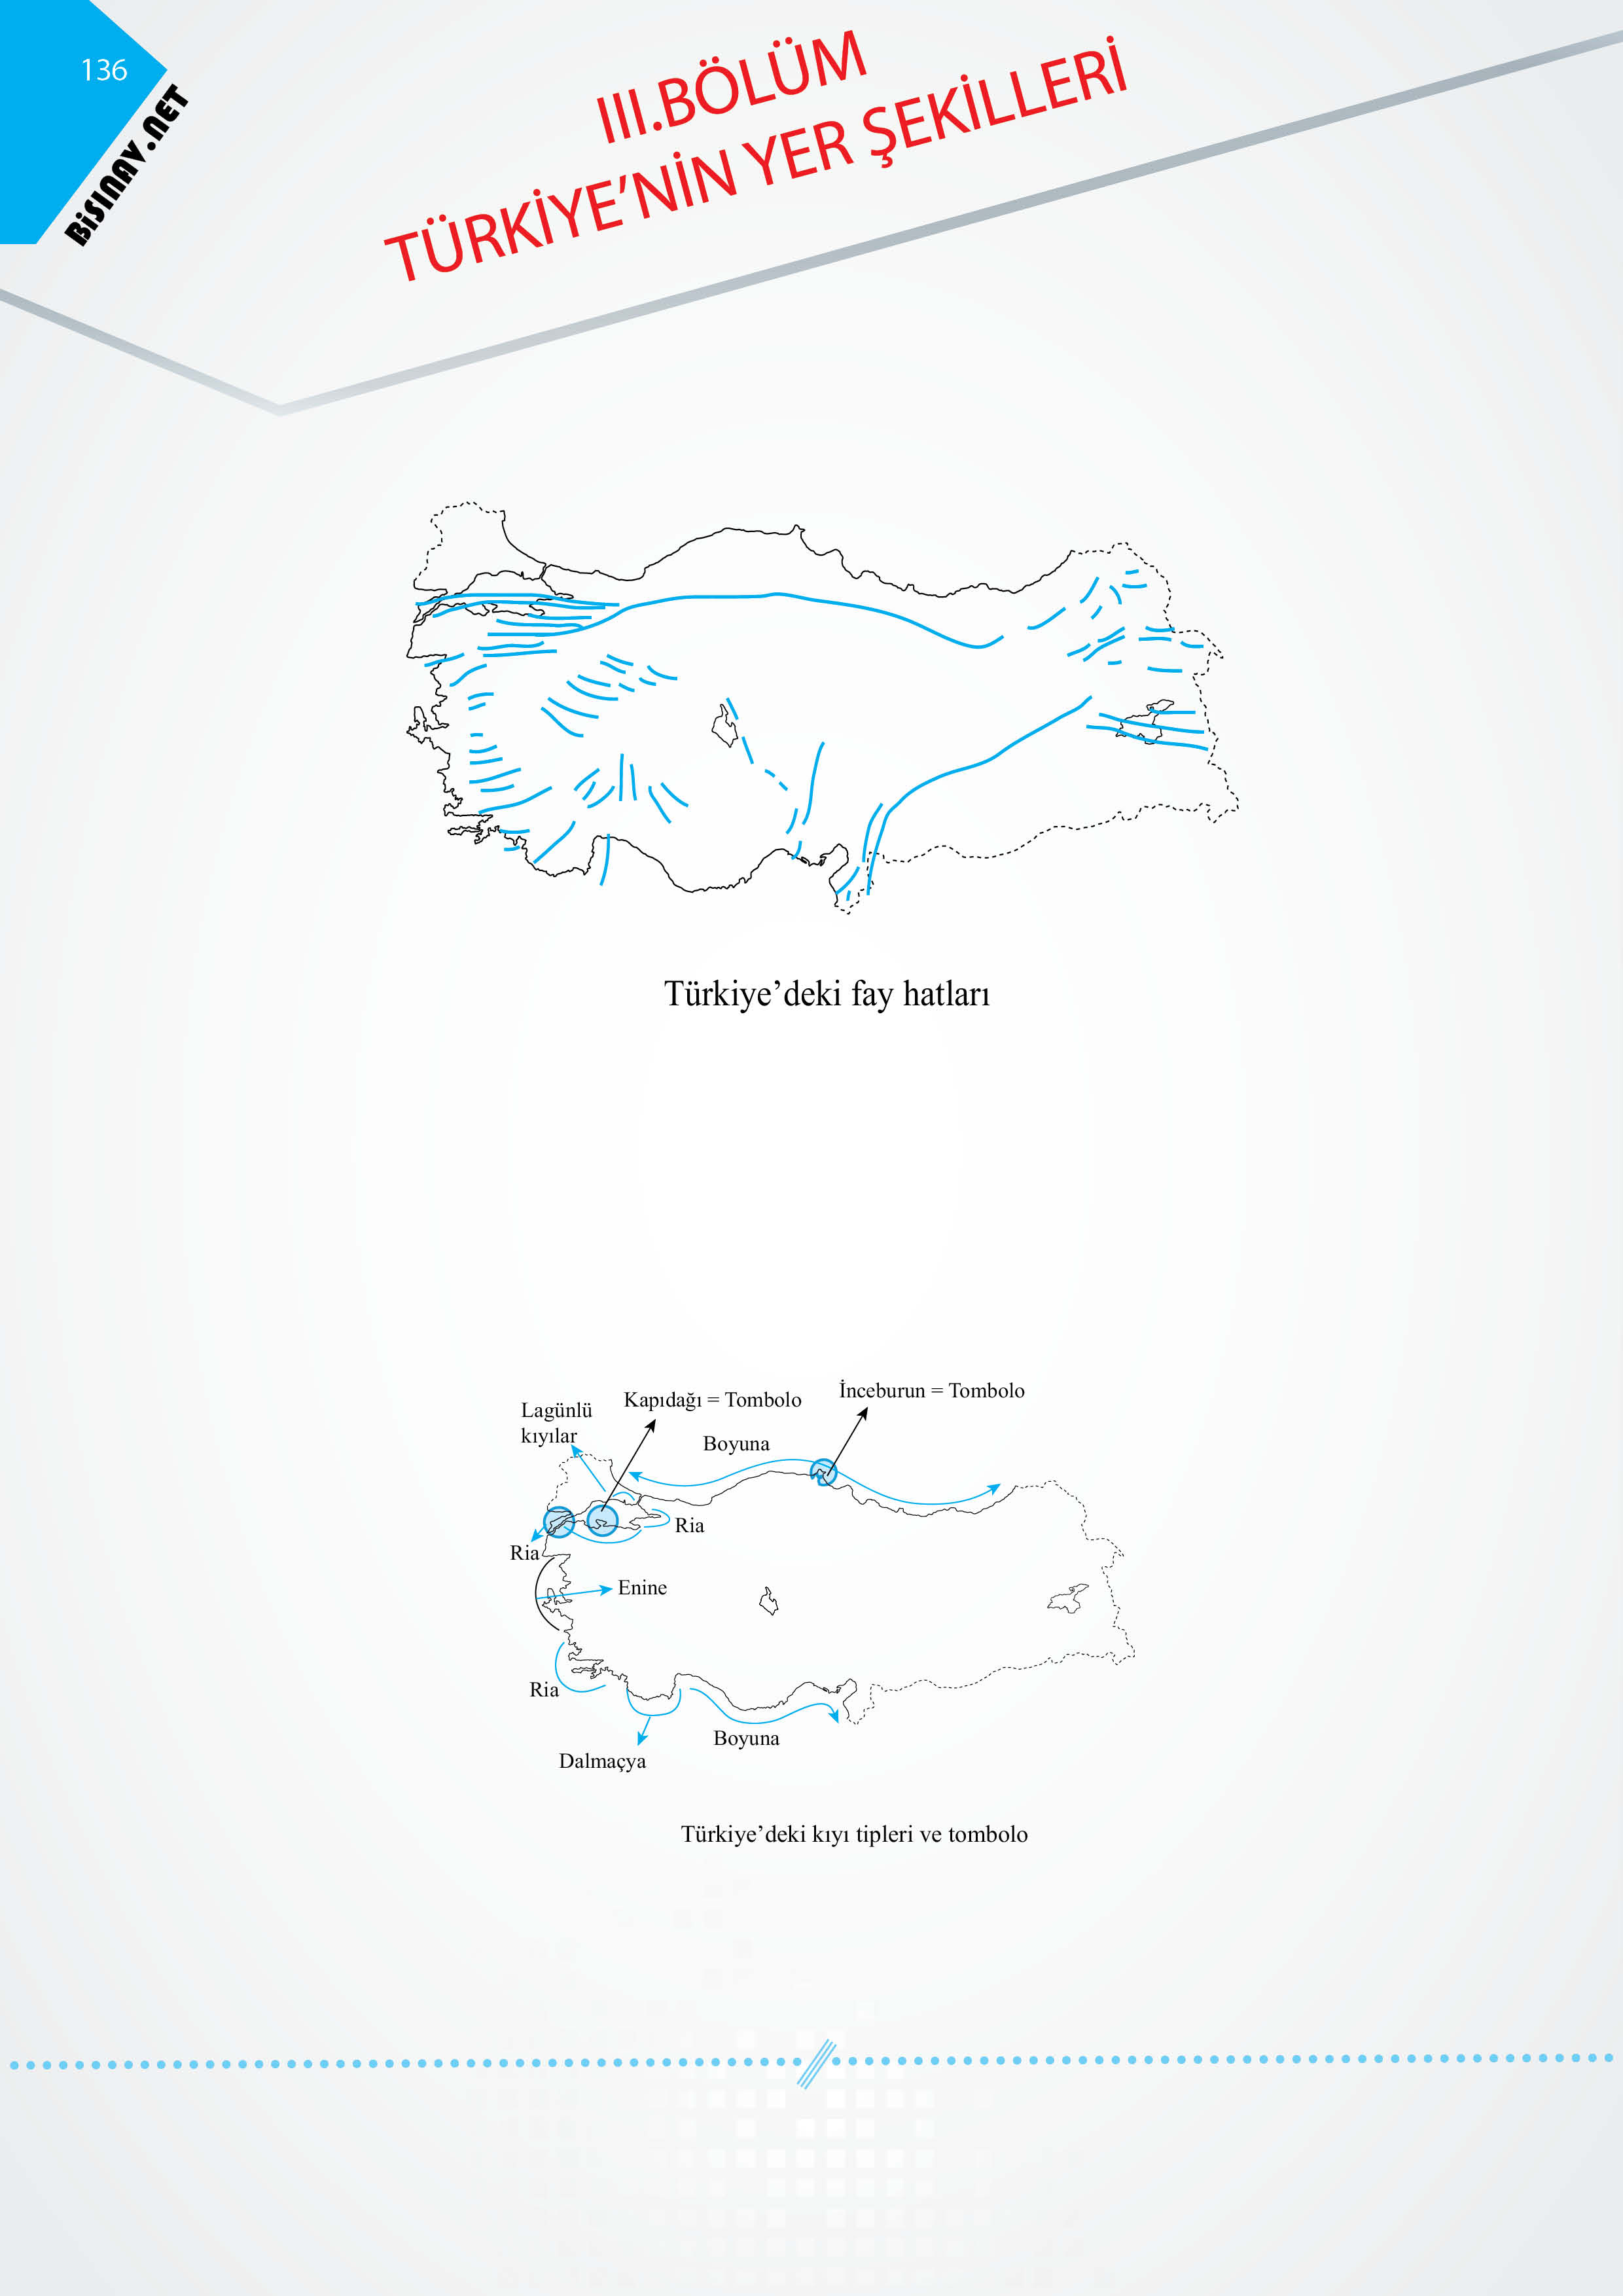 136
BiSINAV.NET
III.BÖLÜM
TÜRKİYE’NİN YER ŞEKİLLERİ
Türkiye’deki fay hatları
Lagünlü
kıyılar
Kapıdağı = Tombolo
İnceburun = Tombolo
Boyuna
Ria
Ria
Enine
Ria
Boyuna
Dalmaçya
Türkiye’deki kıyı tipleri ve tombolo